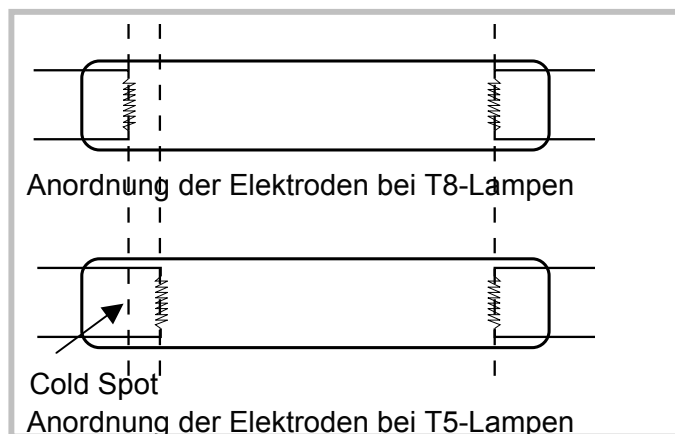 Anordnung der Elektroden bei T8-Lampen
Cold Spot
Anordnung der Elektroden bei T5-Lampen